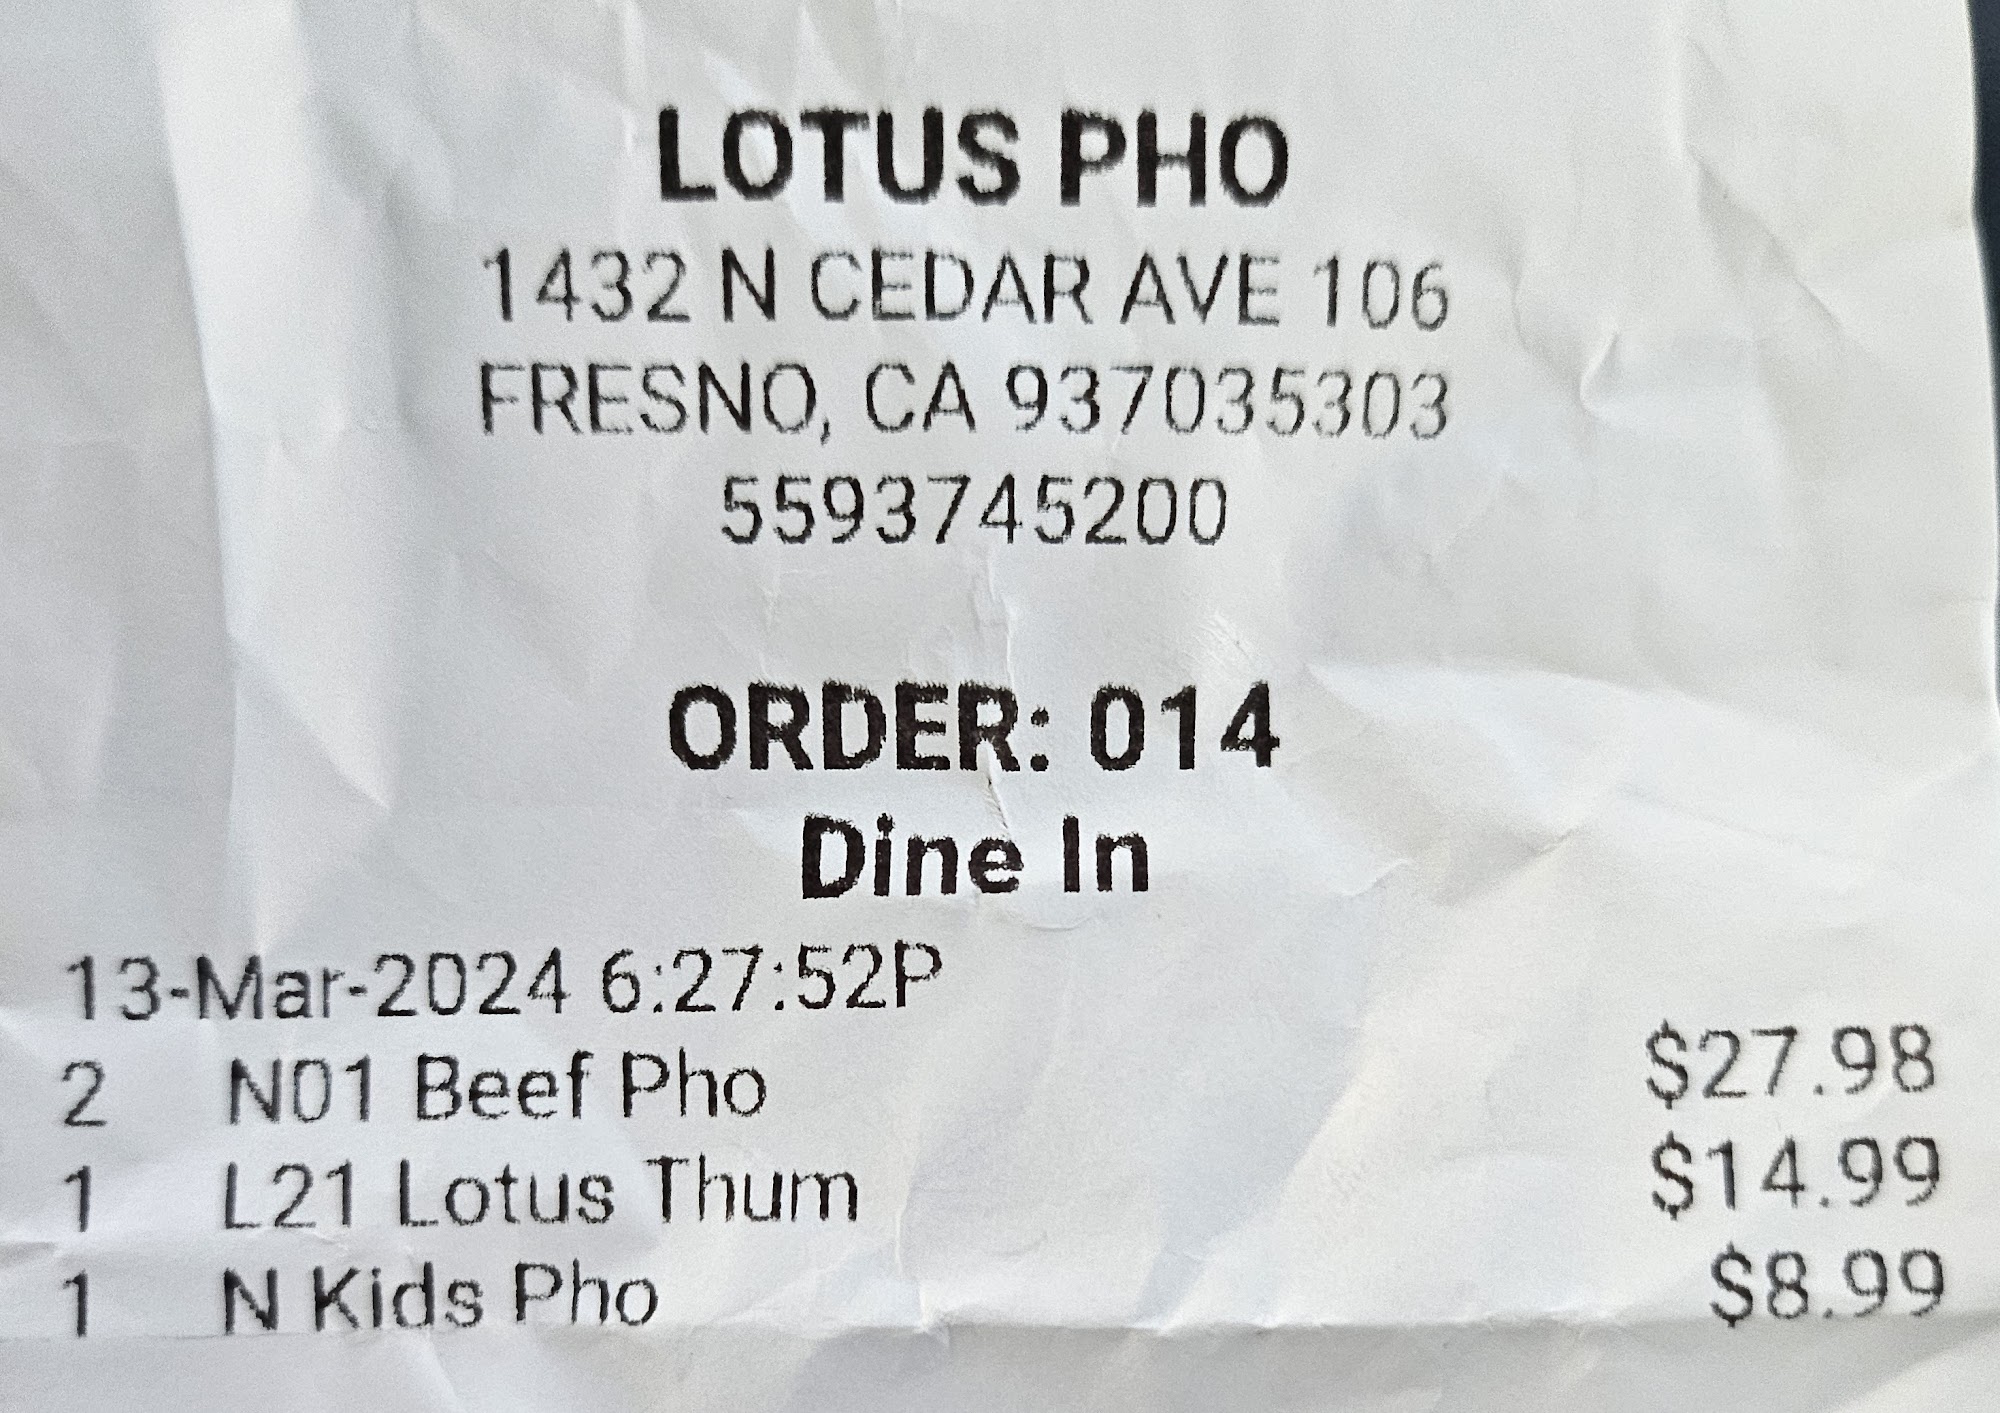 LOTUS PHO
1432 N CEDAR AVE 106
FRESNO, CA 937035303
5593745200
ORDER: 014
Dine In
13-Mar-2024 6:27:52P
2 N01 Beef Pho $27.98
1 L21 Lotus Thum $14.99
1 N Kids Pho $8.99